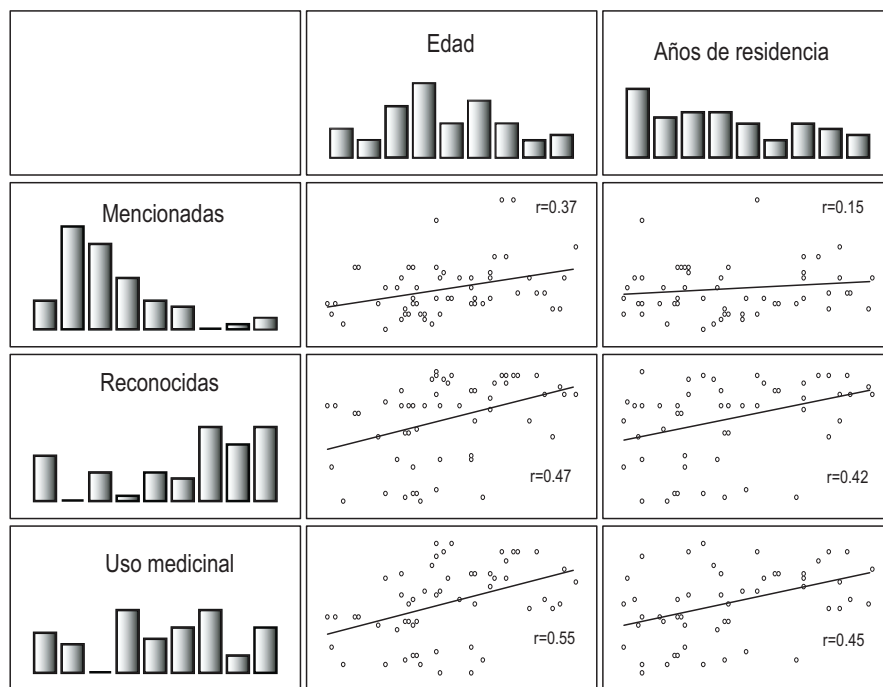 Edad
Años de residencia
Mencionadas
r=0.37
r=0.15
Reconocidas
r=0.47
r=0.42
Uso medicinal
r=0.55
r=0.45